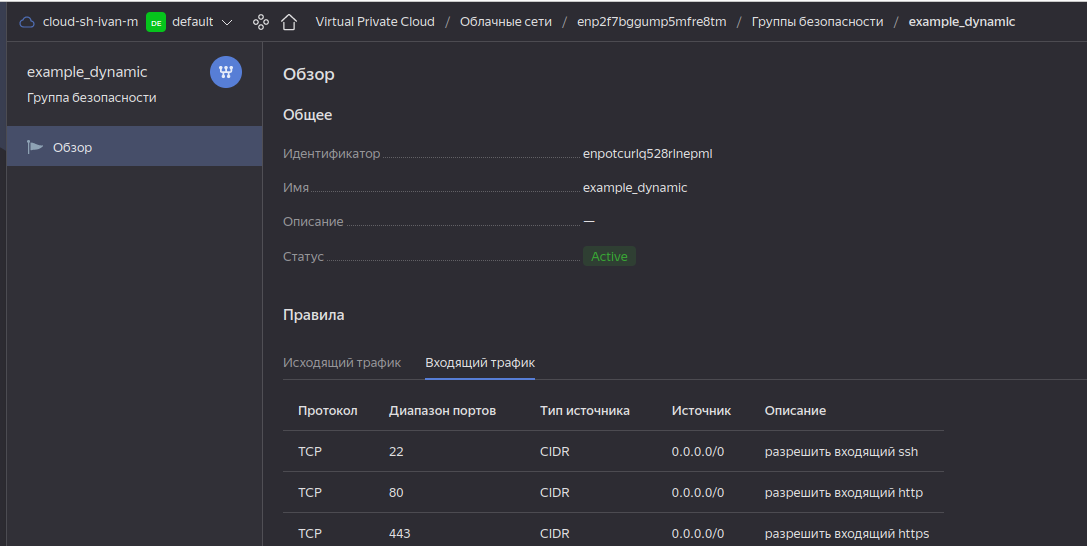 cloud-sh-ivan-m DE default Virtual Private Cloud / Облачные сети / enp2f7bggump5mfre8tm / Группы безопасности / example_dynamic
example_dynamic
Группа безопасности
Обзор
Обзор
Общее
Идентификатор enpotcurlq528rlnepml
Имя example_dynamic
Описание —
Статус Active
Правила
Исходящий трафик Входящий трафик
Протокол Диапазон портов Тип источника Источник Описание
TCP 22 CIDR 0.0.0.0/0 разрешить входящий ssh
TCP 80 CIDR 0.0.0.0/0 разрешить входящий http
TCP 443 CIDR 0.0.0.0/0 разрешить входящий https